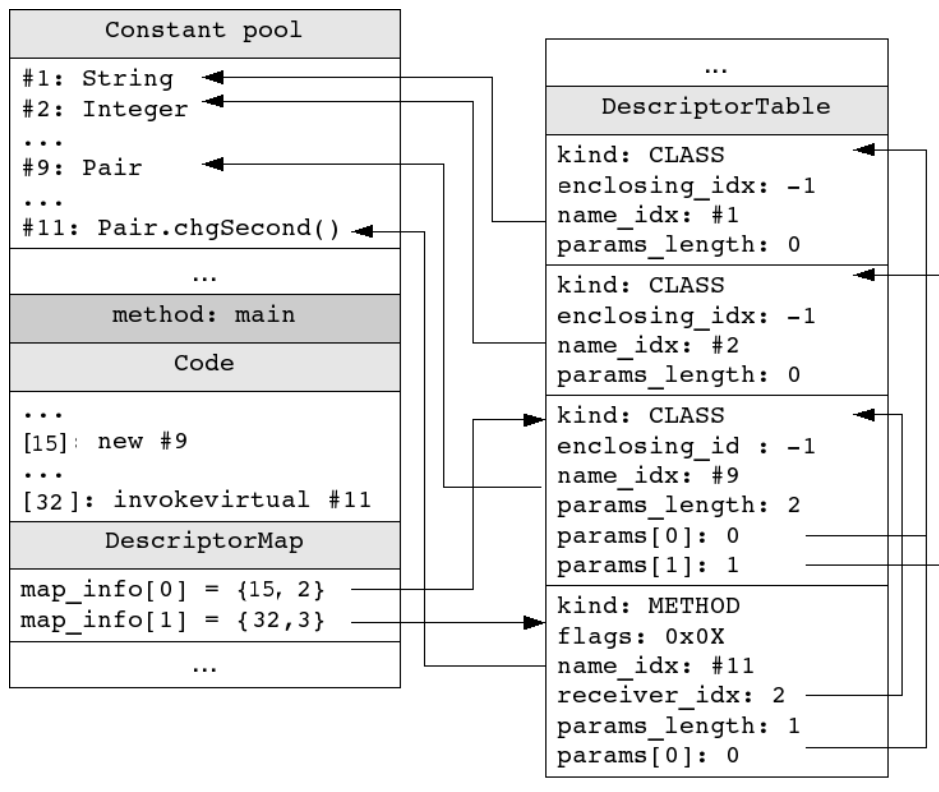 Constant pool
#1: String
#2: Integer
...
#9: Pair
...
#11: Pair.chgSecond()
...
method: main
Code
...
[15]: new #9
...
[32]: invokevirtual #11
DescriptorMap
map_info[0] = {15, 2}
map_info[1] = {32,3}
...
...
DescriptorTable
kind: CLASS
enclosing_idx: -1
name_idx: #1
params_length: 0
kind: CLASS
enclosing_idx: -1
name_idx: #2
params_length: 0
kind: CLASS
enclosing_id : -1
name_idx: #9
params_length: 2
params[0]: 0
params[1]: 1
kind: METHOD
flags: 0x0X
name_idx: #11
receiver_idx: 2
params_length: 1
params[0]: 0